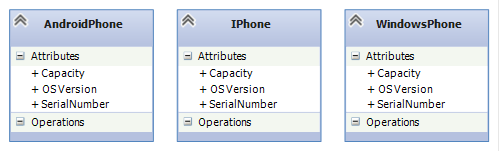 AndroidPhone
Attributes
+ Capacity
+ OSVersion
+ SerialNumber
Operations
IPhone
Attributes
+ Capacity
+ OSVersion
+ SerialNumber
Operations
WindowsPhone
Attributes
+ Capacity
+ OSVersion
+ SerialNumber
Operations